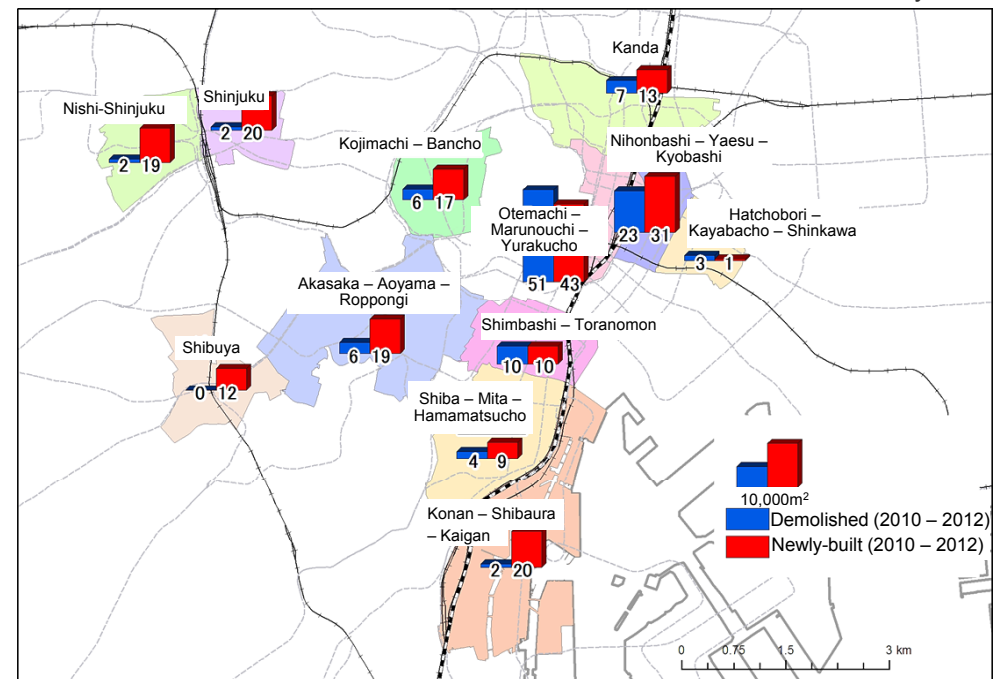 Kanda
7 13
Nishi-Shinjuku
2 19
Shinjuku
2 20
Kojimachi – Bancho
6 17
Nihonbashi – Yaesu –
Kyobashi
23 31
Otemachi –
Marunouchi –
Yurakucho
51 43
Hatchobori –
Kayabacho – Shinkawa
3 1
Akasaka – Aoyama –
Roppongi
6 19
Shimbashi – Toranomon
10 10
Shibuya
0 12
Shiba – Mita –
Hamamatsucho
4 9
Konan – Shibaura
– Kaigan
2 20
10,000m²
Demolished (2010 – 2012)
Newly-built (2010 – 2012)
0 0.75 1.5 3 km